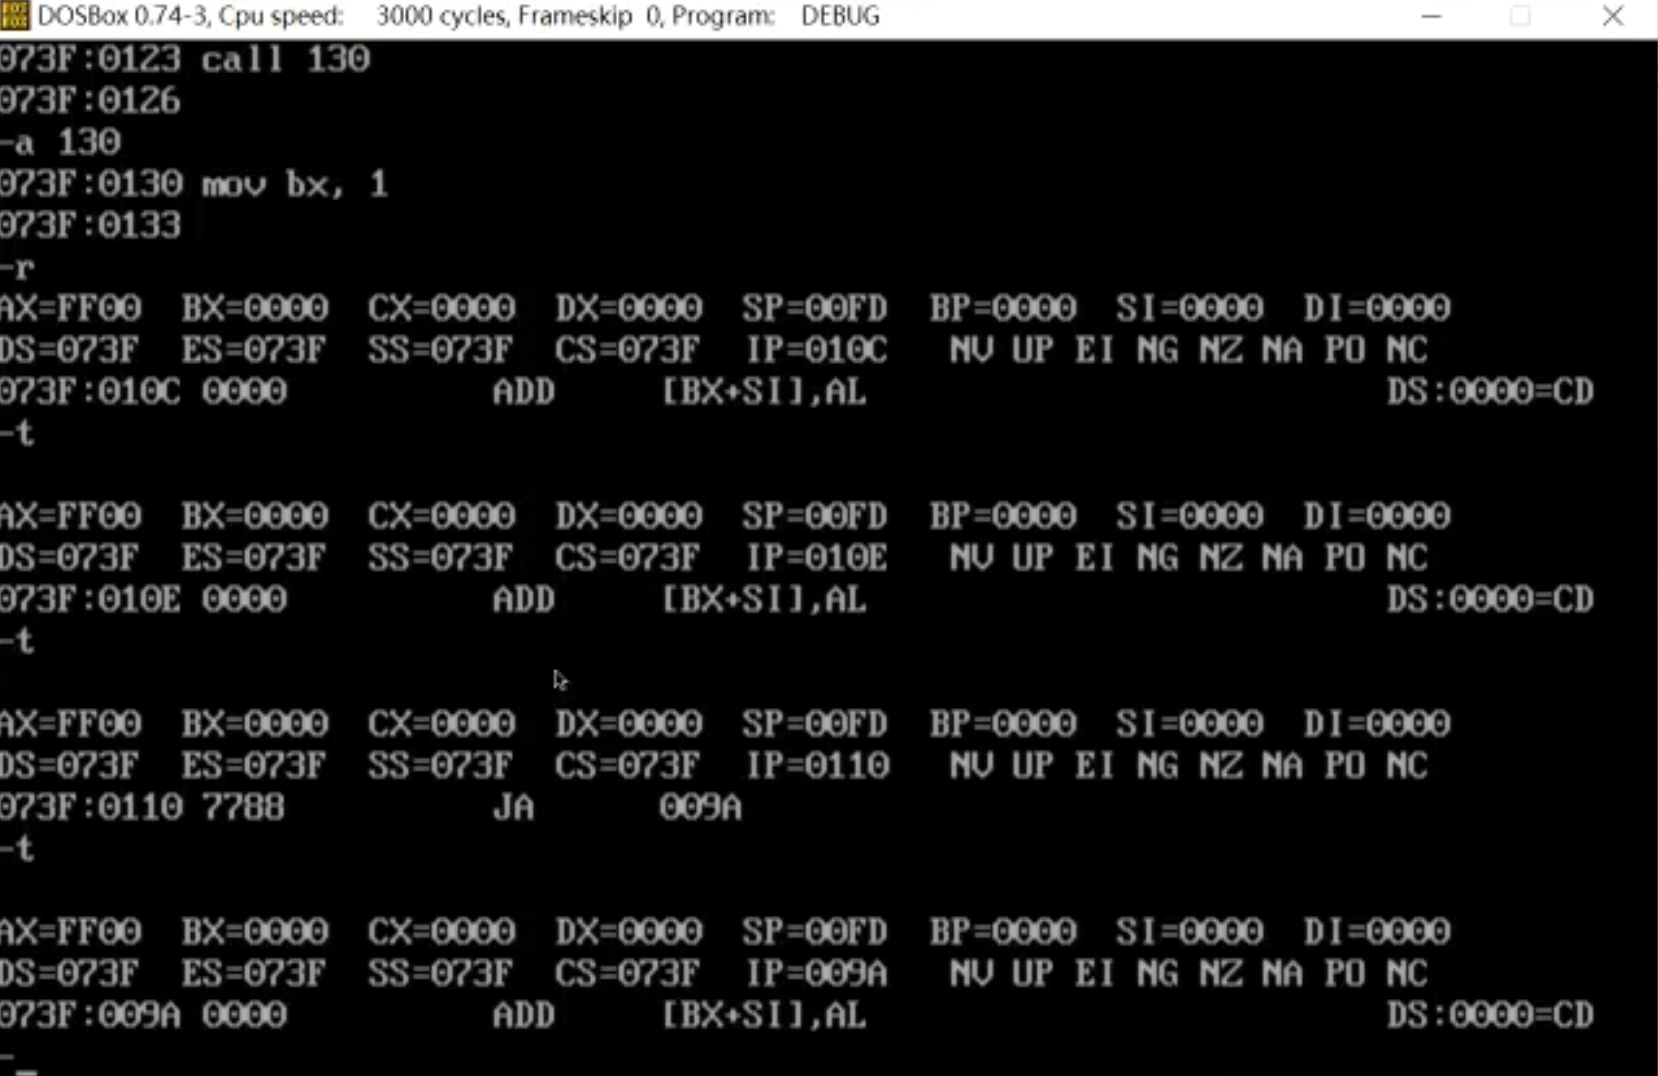 DOSBox 0.74-3, Cpu speed: 3000 cycles, Frameskip 0, Program: DEBUG
073F:0123 call 130
073F:0126
-a 130
073F:0130 mov bx, 1
073F:0133
-r
AX=FF00 BX=0000 CX=0000 DX=0000 SP=00FD BP=0000 SI=0000 DI=0000
DS=073F ES=073F SS=073F CS=073F IP=010C NV UP EI NG NZ NA PO NC
073F:010C 0000 ADD [BX+SI],AL DS:0000=CD
-t
AX=FF00 BX=0000 CX=0000 DX=0000 SP=00FD BP=0000 SI=0000 DI=0000
DS=073F ES=073F SS=073F CS=073F IP=010E NV UP EI NG NZ NA PO NC
073F:010E 0000 ADD [BX+SI],AL DS:0000=CD
-t
AX=FF00 BX=0000 CX=0000 DX=0000 SP=00FD BP=0000 SI=0000 DI=0000
DS=073F ES=073F SS=073F CS=073F IP=0110 NV UP EI NG NZ NA PO NC
073F:0110 7788 JA 009A
-t
AX=FF00 BX=0000 CX=0000 DX=0000 SP=00FD BP=0000 SI=0000 DI=0000
DS=073F ES=073F SS=073F CS=073F IP=009A NV UP EI NG NZ NA PO NC
073F:009A 0000 ADD [BX+SI],AL DS:0000=CD
-_